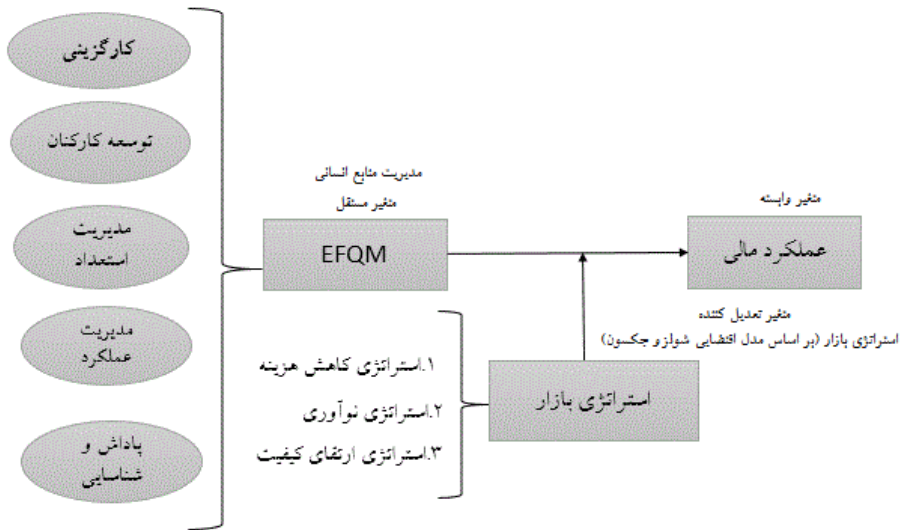 کارگزینی
توسعه کارکنان
مدیریت
استعداد
مدیریت
عملکرد
پاداش و
شناسایی
مدیریت منابع انسانی
متغیر مستقل
EFQM
متغیر وابسته
عملکرد مالی
متغیر تعدیل کننده
استراتژی بازار (بر اساس مدل اقتضایی شولز و جکسون)
استراتژی بازار
۱.استراتژی کاهش هزینه
۲.استراتژی نوآوری
۳.استراتژی ارتقای کیفیت